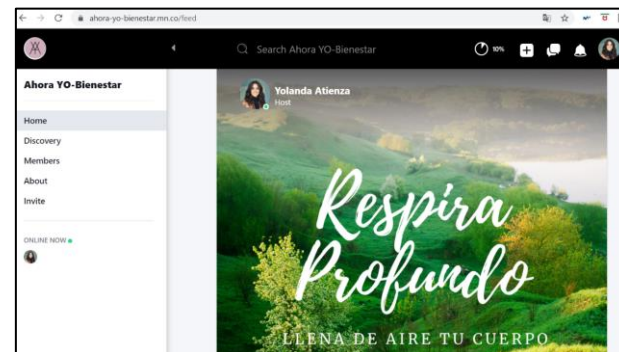 ahora-yo-bienestar.mn.co/feed
Search Ahora YO-Bienestar
10%
Ahora YO-Bienestar
Home
Discovery
Members
About
Invite
ONLINE NOW
Yolanda Atienza
Host
Respira
Profundo
LLENA DE AIRE TU CUERPO